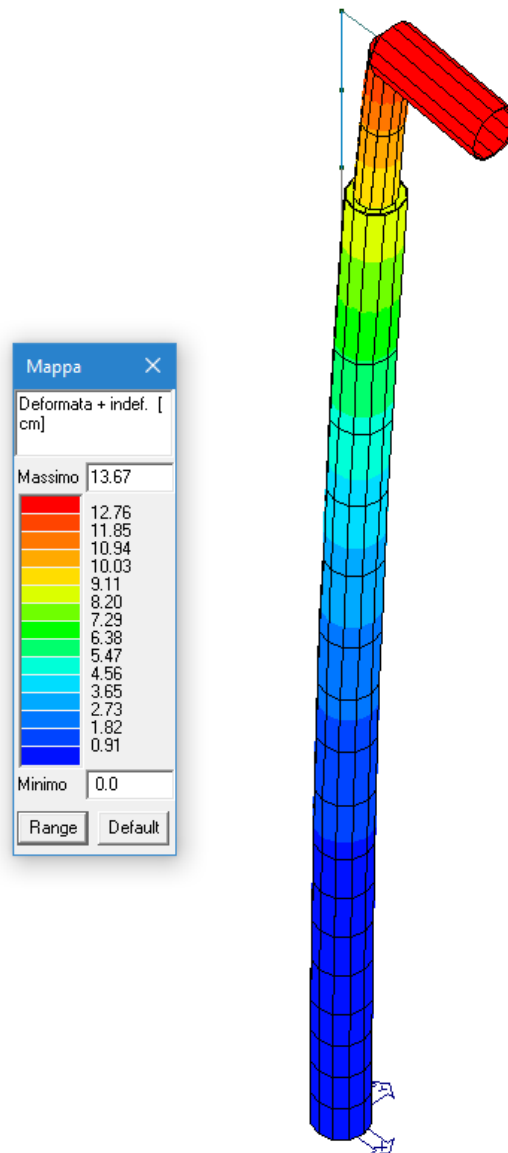 Mappa
Deformata + indef. [
cm]
Massimo 13.67
12.76
11.85
10.94
10.03
9.11
8.20
7.29
6.38
5.47
4.56
3.65
2.73
1.82
0.91
Minimo 0.0
Range Default